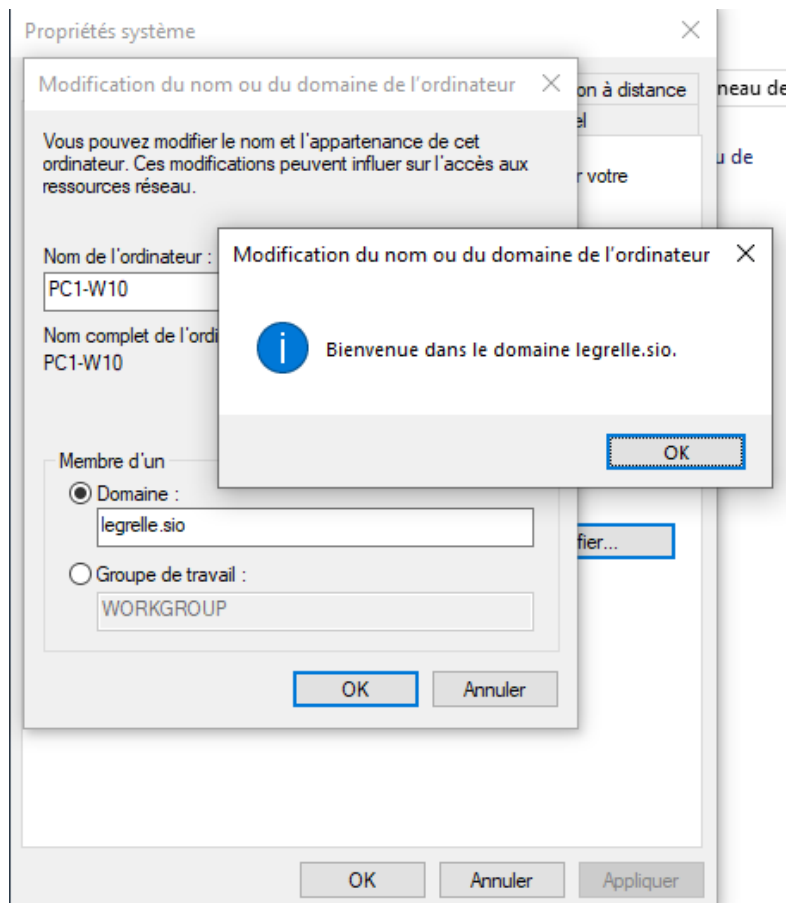 Propriétés système
Modification du nom ou du domaine de l'ordinateur
on à distance
neau de
el
Vous pouvez modifier le nom et l'appartenance de cet
ordinateur. Ces modifications peuvent influer sur l'accès aux
ressources réseau.
u de
r votre
Nom de l'ordinateur :
PC1-W10
Nom complet de l'ordi
PC1-W10
Modification du nom ou du domaine de l'ordinateur
Bienvenue dans le domaine legrelle.sio.
OK
Membre d'un
Domaine :
legrelle.sio
fier...
Groupe de travail :
WORKGROUP
OK
Annuler
OK
Annuler
Appliquer